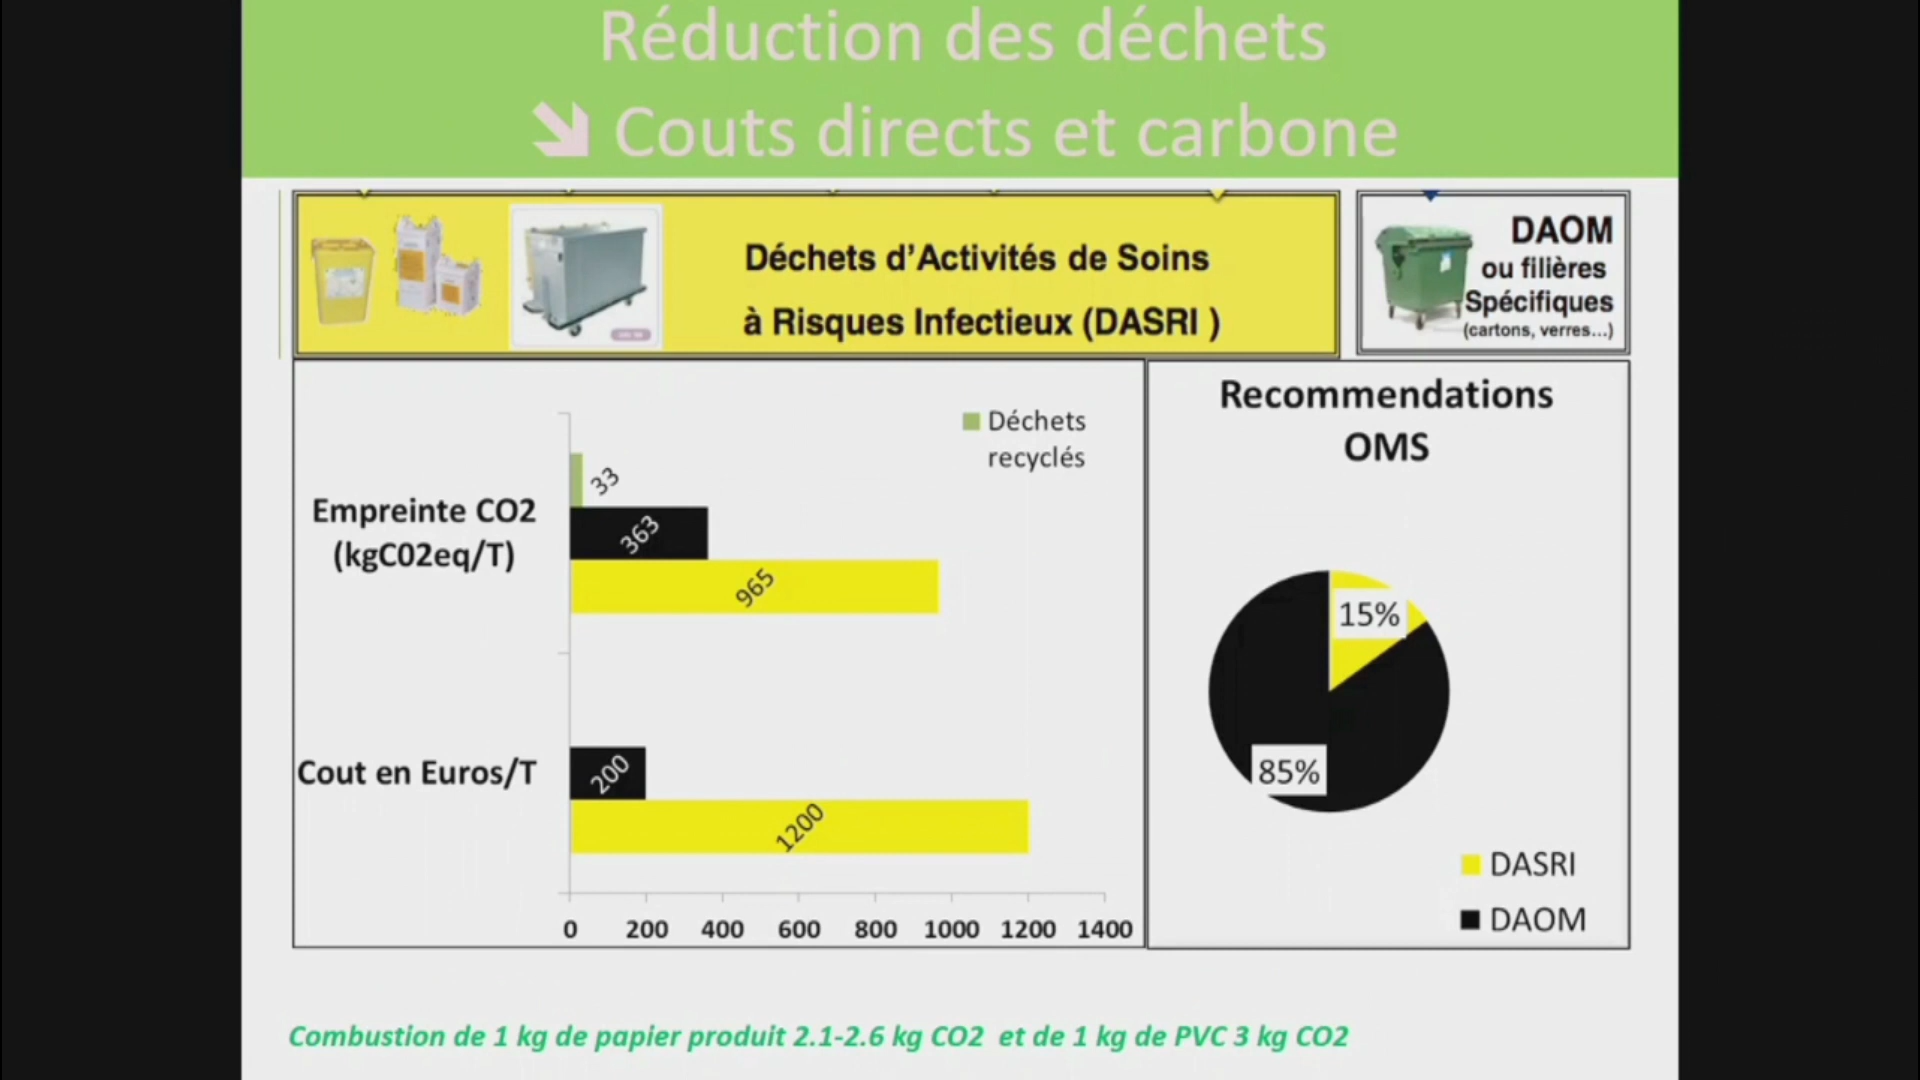 Réduction des déchets
Couts directs et carbone
Déchets d'Activités de Soins
à Risques Infectieux (DASRI )
DAOM
ou filières
Spécifiques
(cartons, verres...)
Déchets
recyclés
Empreinte CO2
(kgC02eq/T)
33
363
965
Cout en Euros/T
200
1200
0 200 400 600 800 1000 1200 1400
Recommendations
OMS
15%
85%
DASRI
DAOM
Combustion de 1 kg de papier produit 2.1-2.6 kg CO2 et de 1 kg de PVC 3 kg CO2